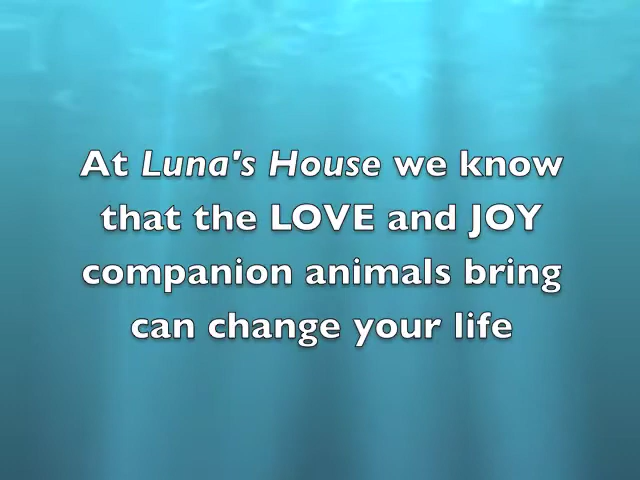 At Luna's House we know
that the LOVE and JOY
companion animals bring
can change your life